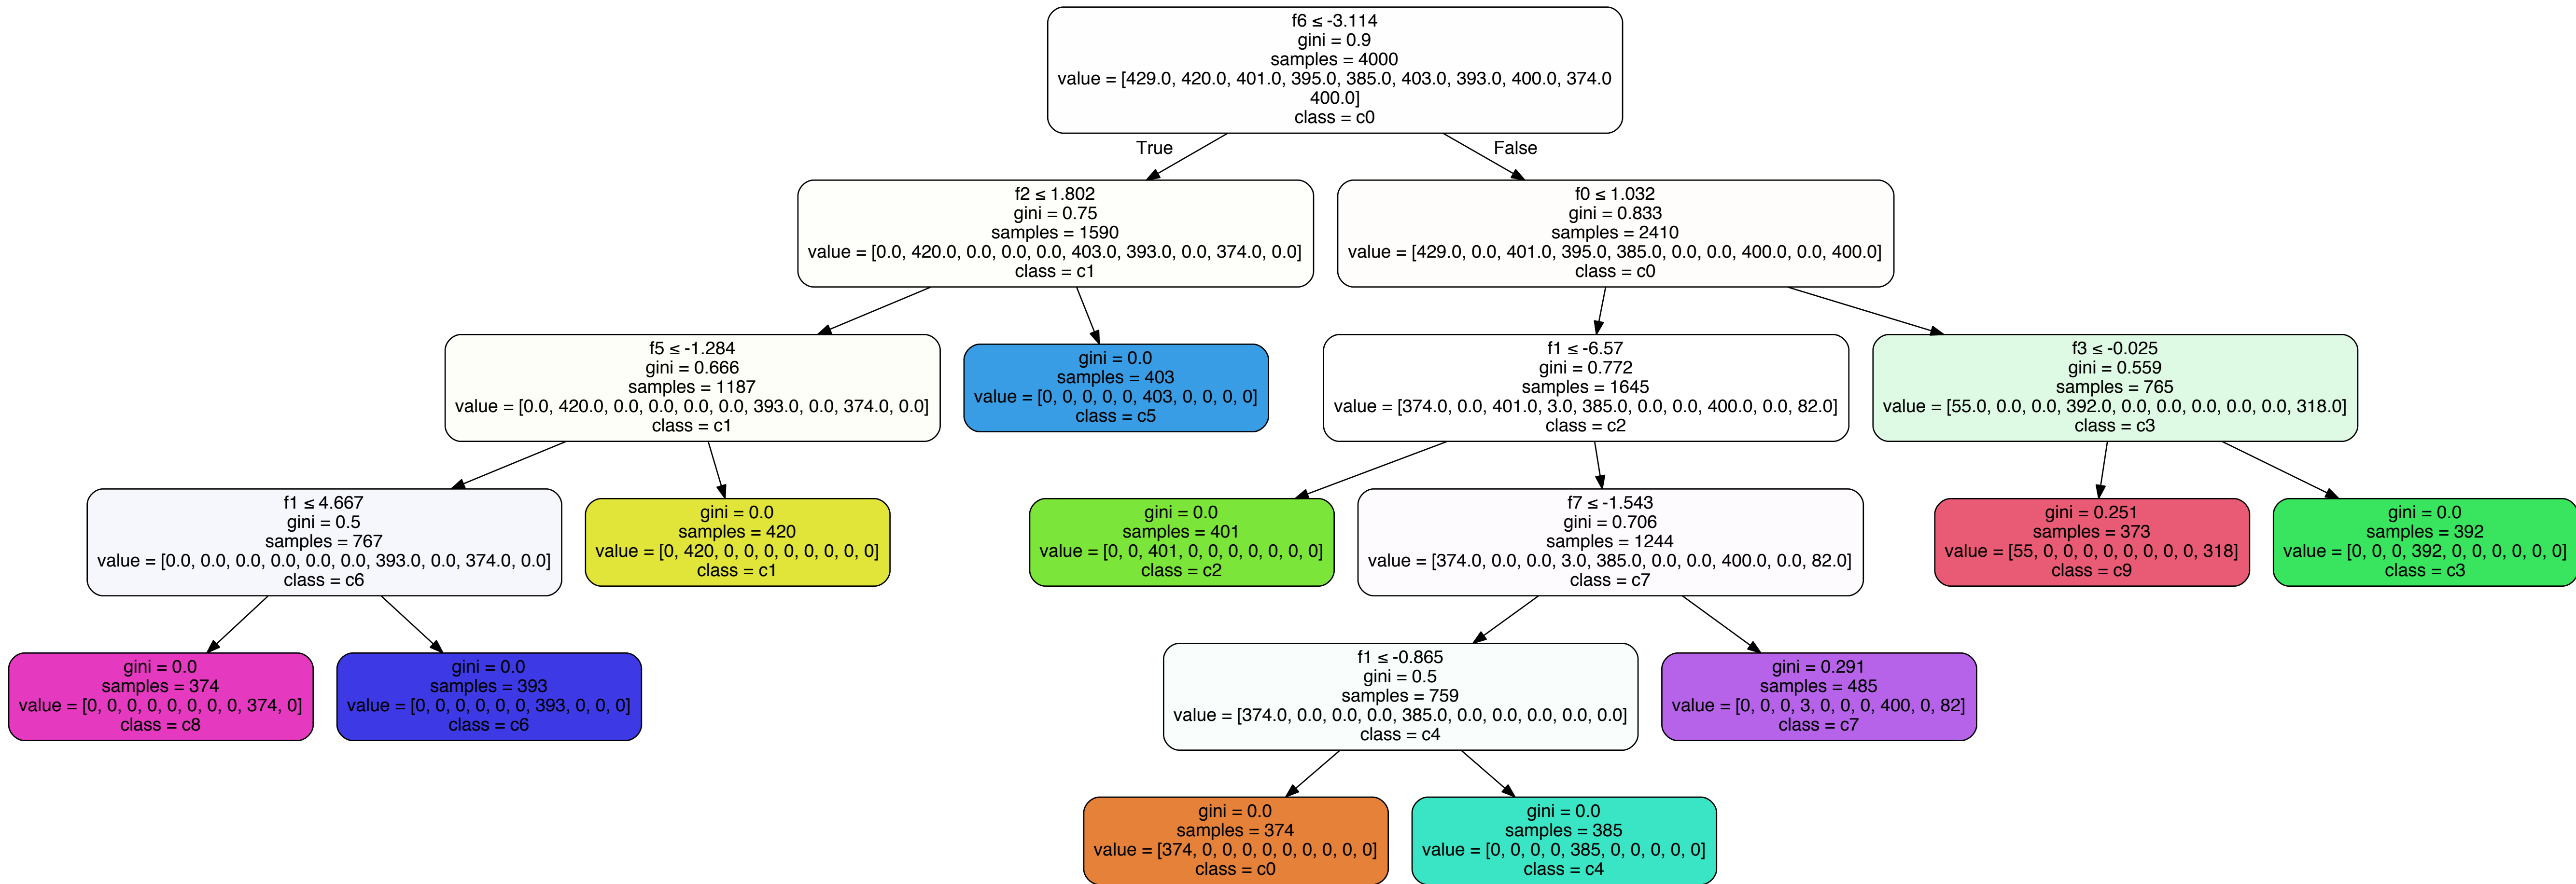 f6 ≤ -3.114
gini = 0.9
samples = 4000
value = [429.0, 420.0, 401.0, 395.0, 385.0, 403.0, 393.0, 400.0, 374.0
400.0]
class = c0
True
False
f2 ≤ 1.802
gini = 0.75
samples = 1590
value = [0.0, 420.0, 0.0, 0.0, 0.0, 403.0, 393.0, 0.0, 374.0, 0.0]
class = c1
f0 ≤ 1.032
gini = 0.833
samples = 2410
value = [429.0, 0.0, 401.0, 395.0, 385.0, 0.0, 0.0, 400.0, 0.0, 400.0]
class = c0
f5 ≤ -1.284
gini = 0.666
samples = 1187
value = [0.0, 420.0, 0.0, 0.0, 0.0, 0.0, 393.0, 0.0, 374.0, 0.0]
class = c1
gini = 0.0
samples = 403
value = [0, 0, 0, 0, 0, 403, 0, 0, 0, 0]
class = c5
f1 ≤ -6.57
gini = 0.772
samples = 1645
value = [374.0, 0.0, 401.0, 3.0, 385.0, 0.0, 0.0, 400.0, 0.0, 82.0]
class = c2
f3 ≤ -0.025
gini = 0.559
samples = 765
value = [55.0, 0.0, 0.0, 392.0, 0.0, 0.0, 0.0, 0.0, 0.0, 318.0]
class = c3
f1 ≤ 4.667
gini = 0.5
samples = 767
value = [0.0, 0.0, 0.0, 0.0, 0.0, 0.0, 393.0, 0.0, 374.0, 0.0]
class = c6
gini = 0.0
samples = 420
value = [0, 420, 0, 0, 0, 0, 0, 0, 0, 0]
class = c1
gini = 0.0
samples = 401
value = [0, 0, 401, 0, 0, 0, 0, 0, 0, 0]
class = c2
f7 ≤ -1.543
gini = 0.706
samples = 1244
value = [374.0, 0.0, 0.0, 3.0, 385.0, 0.0, 0.0, 400.0, 0.0, 82.0]
class = c7
gini = 0.251
samples = 373
value = [55, 0, 0, 0, 0, 0, 0, 0, 0, 318]
class = c9
gini = 0.0
samples = 392
value = [0, 0, 0, 392, 0, 0, 0, 0, 0, 0]
class = c3
gini = 0.0
samples = 374
value = [0, 0, 0, 0, 0, 0, 0, 0, 374, 0]
class = c8
gini = 0.0
samples = 393
value = [0, 0, 0, 0, 0, 0, 393, 0, 0, 0]
class = c6
f1 ≤ -0.865
gini = 0.5
samples = 759
value = [374.0, 0.0, 0.0, 0.0, 385.0, 0.0, 0.0, 0.0, 0.0, 0.0]
class = c4
gini = 0.291
samples = 485
value = [0, 0, 0, 3, 0, 0, 0, 400, 0, 82]
class = c7
gini = 0.0
samples = 374
value = [374, 0, 0, 0, 0, 0, 0, 0, 0, 0]
class = c0
gini = 0.0
samples = 385
value = [0, 0, 0, 0, 385, 0, 0, 0, 0, 0]
class = c4